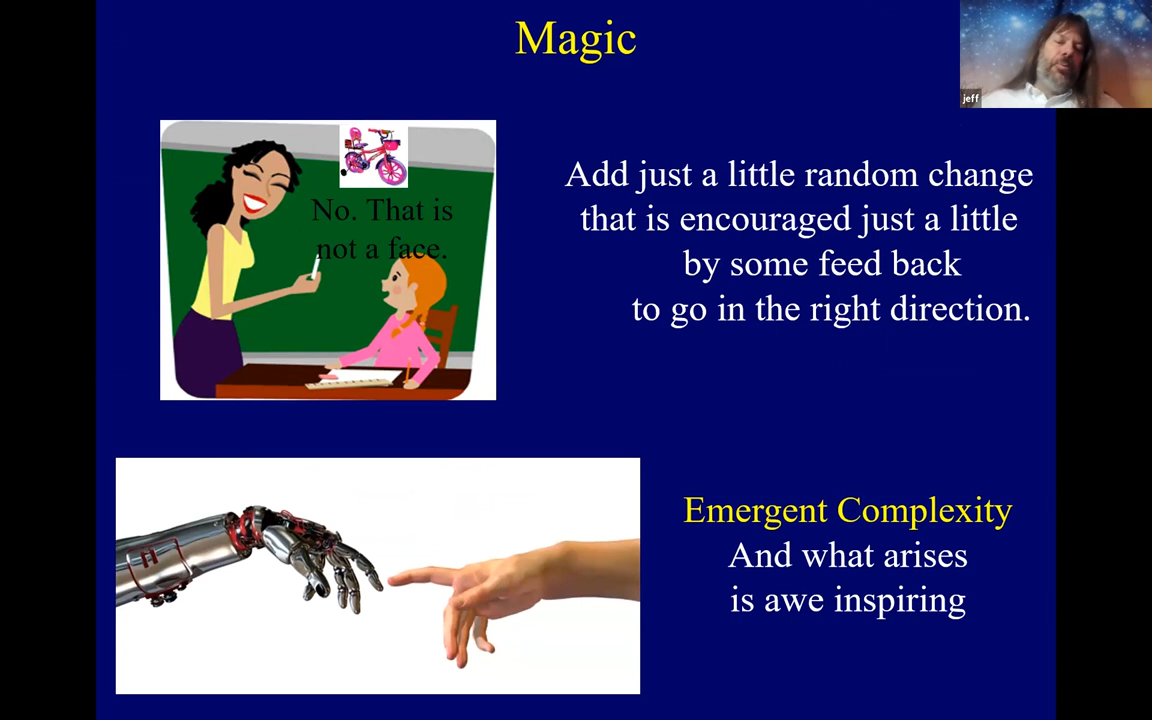 Magic
jeff
No. That is
not a face.
Add just a little random change
that is encouraged just a little
by some feed back
to go in the right direction.
Emergent Complexity
And what arises
is awe inspiring